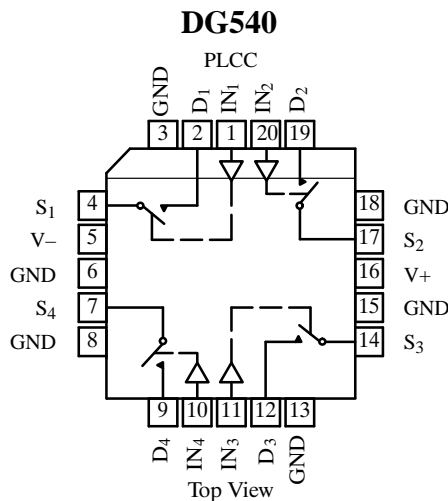 DG540
PLCC
GND D1 IN1 IN2 D2
3 2 1 20 19
S1 4
V– 5
GND 6
S4 7
GND 8
18 GND
17 S2
16 V+
15 GND
14 S3
9 10 11 12 13
D4 IN4 IN3 D3 GND
Top View